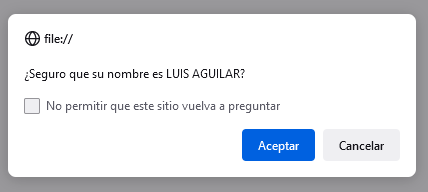 file://
¿Seguro que su nombre es LUIS AGUILAR?
No permitir que este sitio vuelva a preguntar
Aceptar
Cancelar